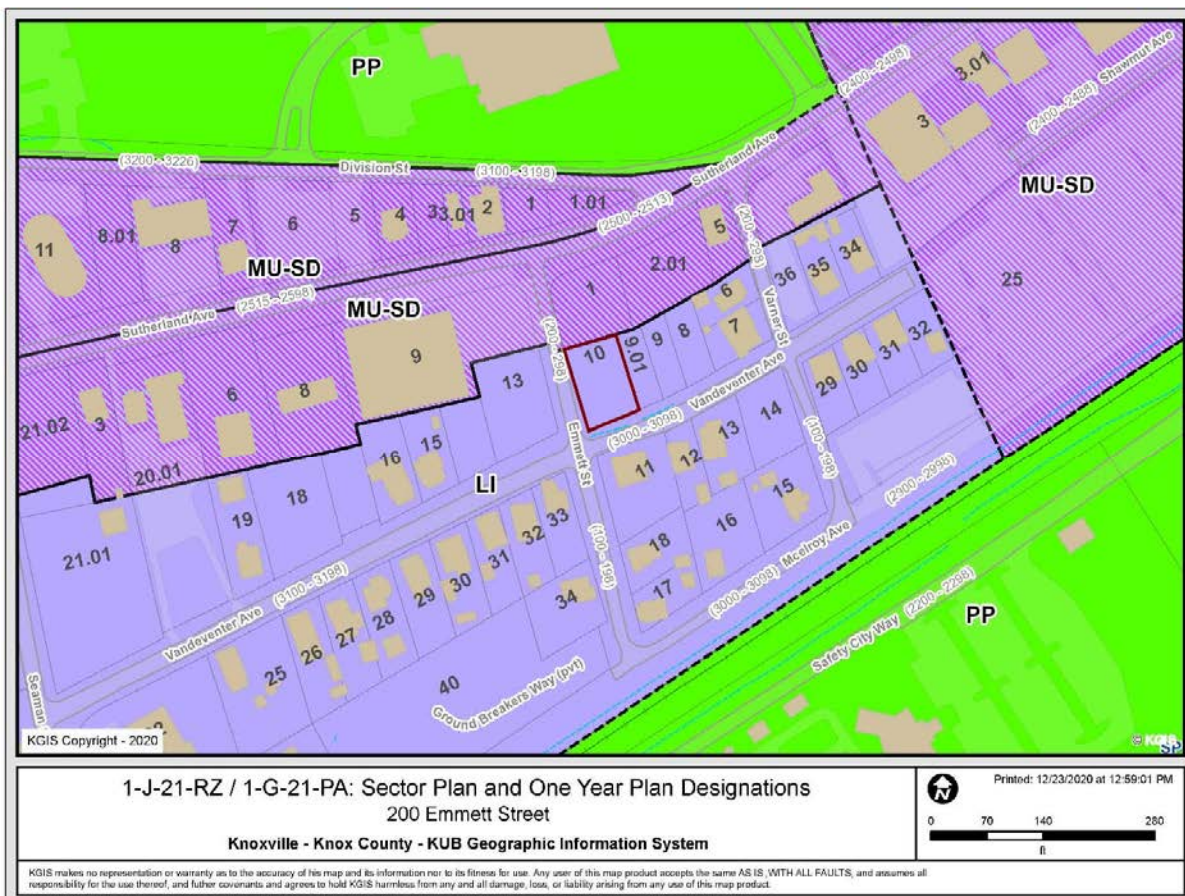 PP
(2400 - 2498)
3.01
Shawmut Ave
(2400 - 2488)
3
MU-SD
25
(3200 - 3226)
Division St
(3100 - 3198)
Sutherland Ave
11
8.01
8
7
6
5
4
3
3.01
2
1
1.01
(2500 - 2513)
5
(200 - 298)
MU-SD
2.01
1
36
35
34
Sutherland Ave
(2515 - 2598)
MU-SD
9
(200 - 298)
10
9.01
9
8
6
7
Varner St
32
31
30
29
Vandeventer Ave
(3000 - 3098)
13
21.02
3
6
8
20.01
16
15
18
19
LI
Emmett St
11
12
13
14
(100 - 198)
15
(2900 - 2998)
16
18
17
Mcelroy Ave
(3000 - 3098)
21.01
33
32
31
30
29
28
27
26
25
34
(100 - 198)
Vandeventer Ave
(3100 - 3198)
40
Ground Breakers Way (pvt)
Safety City Way
(2200 - 2298)
PP
Seaman
KGIS Copyright - 2020
© KGIS
SP
1-J-21-RZ / 1-G-21-PA: Sector Plan and One Year Plan Designations
200 Emmett Street
Knoxville - Knox County - KUB Geographic Information System
N
Printed: 12/23/2020 at 12:59:01 PM
0 70 140 280
ft
KGIS makes no representation or warranty as to the accuracy of his map and its information nor to its fitness for use. Any user of this map product accepts the same AS IS ,WITH ALL FAULTS, and assumes all
responsibility for the use thereof, and futher covenants and agrees to hold KGIS harmless from any and all damage, loss, or liability arising from any use of this map product.